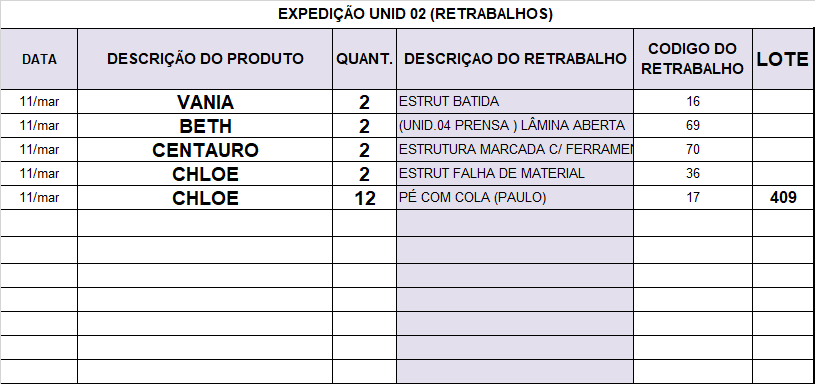 EXPEDIÇÃO UNID 02 (RETRABALHOS)
DATA DESCRIÇÃO DO PRODUTO QUANT. DESCRIÇAO DO RETRABALHO CODIGO DO RETRABALHO LOTE
11/mar VANIA 2 ESTRUT BATIDA 16
11/mar BETH 2 (UNID.04 PRENSA ) LÂMINA ABERTA 69
11/mar CENTAURO 2 ESTRUTURA MARCADA C/ FERRAMEN 70
11/mar CHLOE 2 ESTRUT FALHA DE MATERIAL 36
11/mar CHLOE 12 PÉ COM COLA (PAULO) 17 409